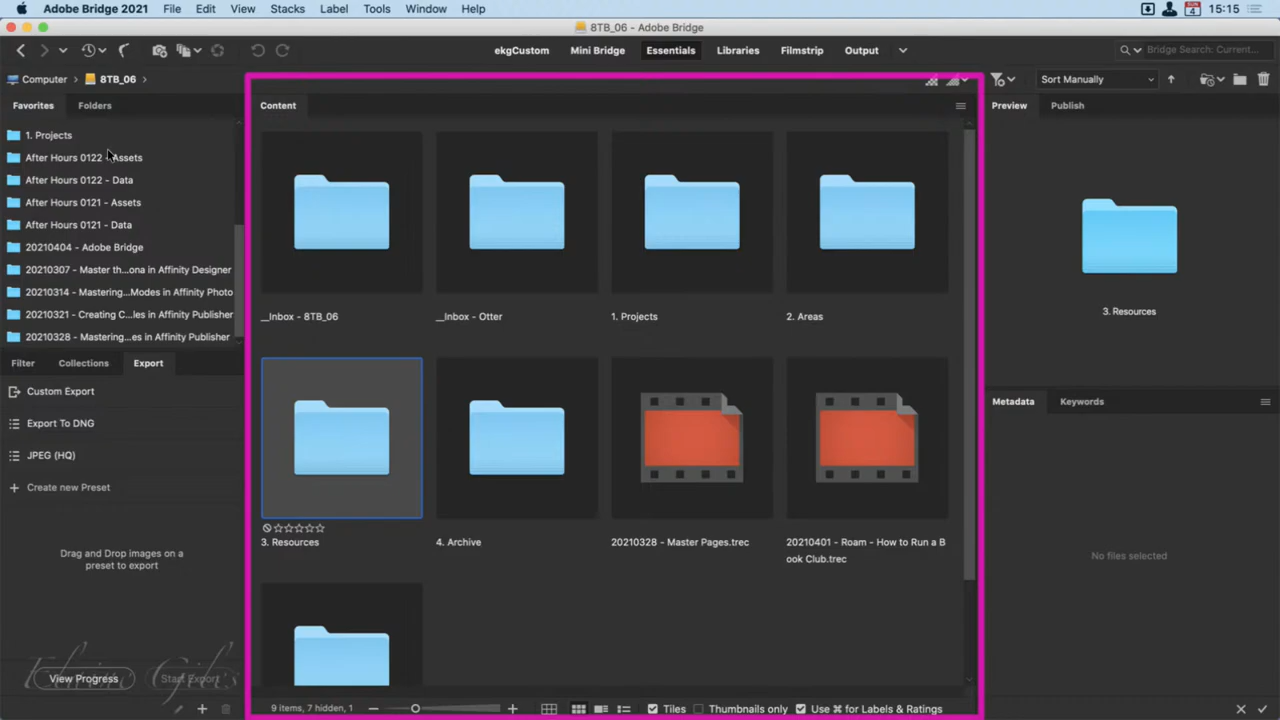 Adobe Bridge 2021 File Edit View Stacks Label Tools Window Help 4 15:15
8TB_06 - Adobe Bridge
ekgCustom Mini Bridge Essentials Libraries Filmstrip Output Bridge Search: Current...
Computer > 8TB_06 > Sort Manually
Favorites Folders
1. Projects
After Hours 0122 - Assets
After Hours 0122 - Data
After Hours 0121 - Assets
After Hours 0121 - Data
20210404 - Adobe Bridge
20210307 - Master th...ona in Affinity Designer
20210314 - Mastering...Modes in Affinity Photo
20210321 - Creating C...les in Affinity Publisher
20210328 - Mastering...es in Affinity Publisher
Filter Collections Export
Custom Export
Export To DNG
JPEG (HQ)
+ Create new Preset
Drag and Drop images on a
preset to export
View Progress Start Export
Content
__Inbox - 8TB_06
__Inbox - Otter
1. Projects
2. Areas
3. Resources
4. Archive
20210328 - Master Pages.trec
20210401 - Roam - How to Run a B
ook Club.trec
9 items, 7 hidden, 1 Tiles Thumbnails only Use ⌘ for Labels & Ratings
Preview Publish
3. Resources
Metadata Keywords
No files selected